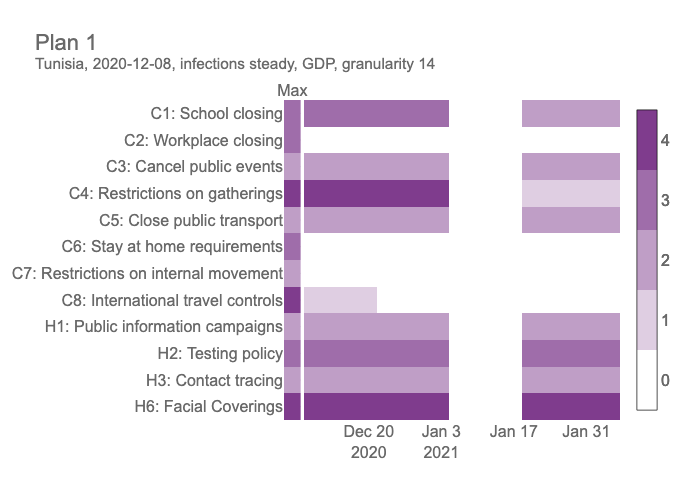 Plan 1
Tunisia, 2020-12-08, infections steady, GDP, granularity 14
Max
C1: School closing
C2: Workplace closing
C3: Cancel public events
C4: Restrictions on gatherings
C5: Close public transport
C6: Stay at home requirements
C7: Restrictions on internal movement
C8: International travel controls
H1: Public information campaigns
H2: Testing policy
H3: Contact tracing
H6: Facial Coverings
Dec 20 Jan 3 Jan 17 Jan 31
2020 2021
4
3
2
1
0